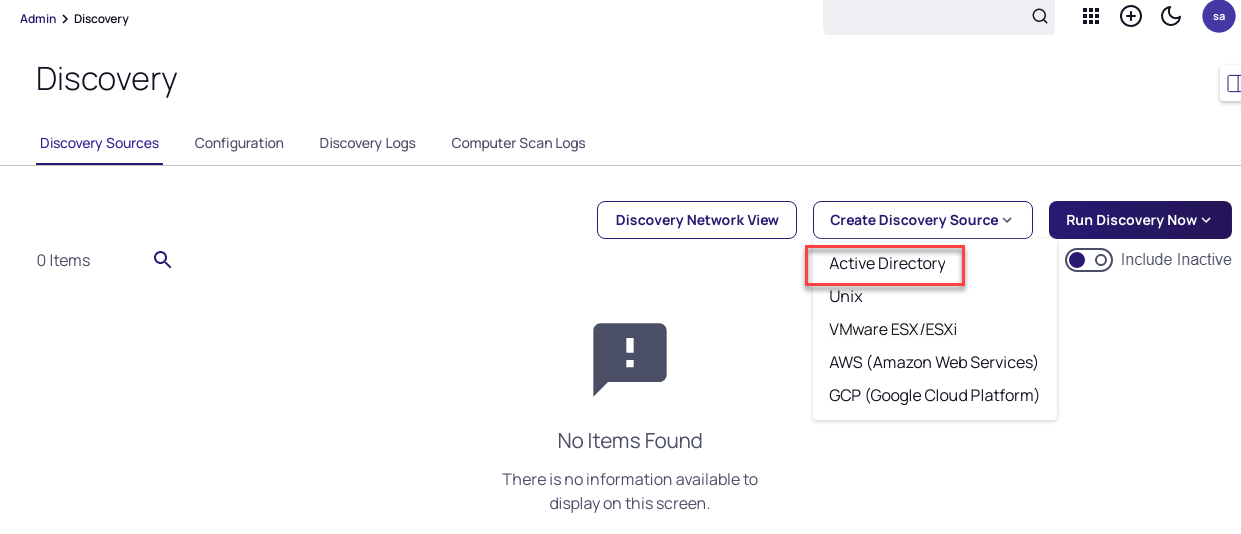 Admin > Discovery
sa
Discovery
Discovery Sources
Configuration
Discovery Logs
Computer Scan Logs
Discovery Network View
Create Discovery Source
Run Discovery Now
0 Items
Include Inactive
Active Directory
Unix
VMware ESX/ESXi
AWS (Amazon Web Services)
GCP (Google Cloud Platform)
No Items Found
There is no information available to
display on this screen.